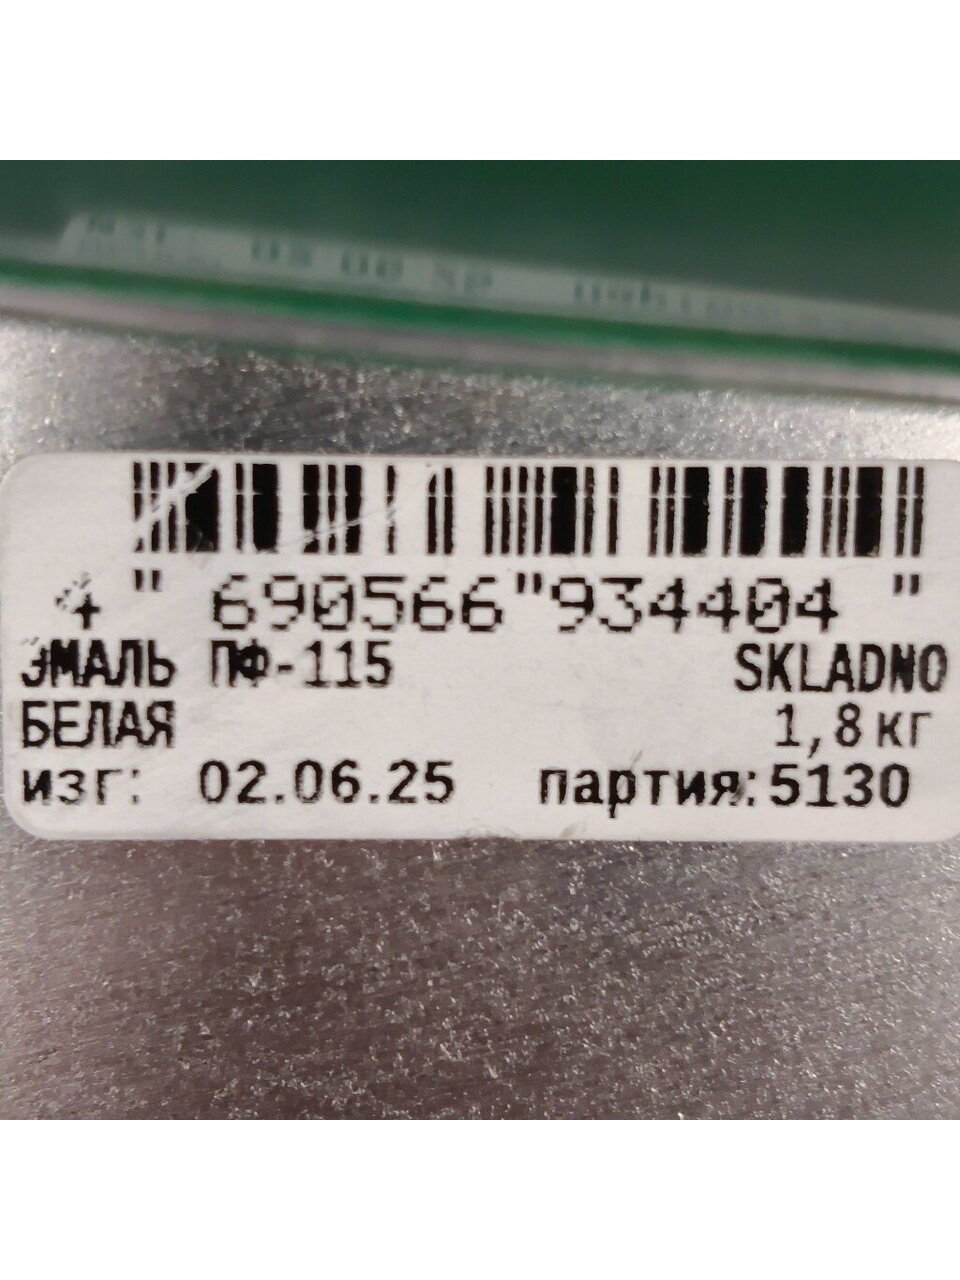 4 " 690566 "934404 "
ЭМАЛЬ ПФ-115 SKLADNO
БЕЛАЯ 1,8 кг
изг: 02.06.25 партия: 5130